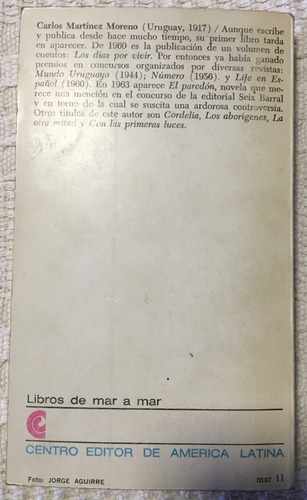 Carlos Martínez Moreno (Uruguay, 1917) / Aunque escribe
y publica desde hace mucho tiempo, su primer libro tarda
en aparecer. De 1960 es la publicación de un volumen de
cuentos: Los días por vivir. Por entonces ya había ganado
premios en concursos organizados por diversas revistas:
Mundo Uruguayo (1944); Número (1956). y Life en Es-
pañol (1960). En 1963 aparece El paredón, novela que me-
rece una mención en el concurso de la editorial Seix Barral
y en torno de la cual se suscita una ardorosa controversia.
Otros títulos de este autor son Cordelia, Los aborígenes, La
otra mitad y Con las primeras luces.
Libros de mar a mar
CENTRO EDITOR DE AMERICA LATINA
Foto: JORGE AGUIRRE
mar 11